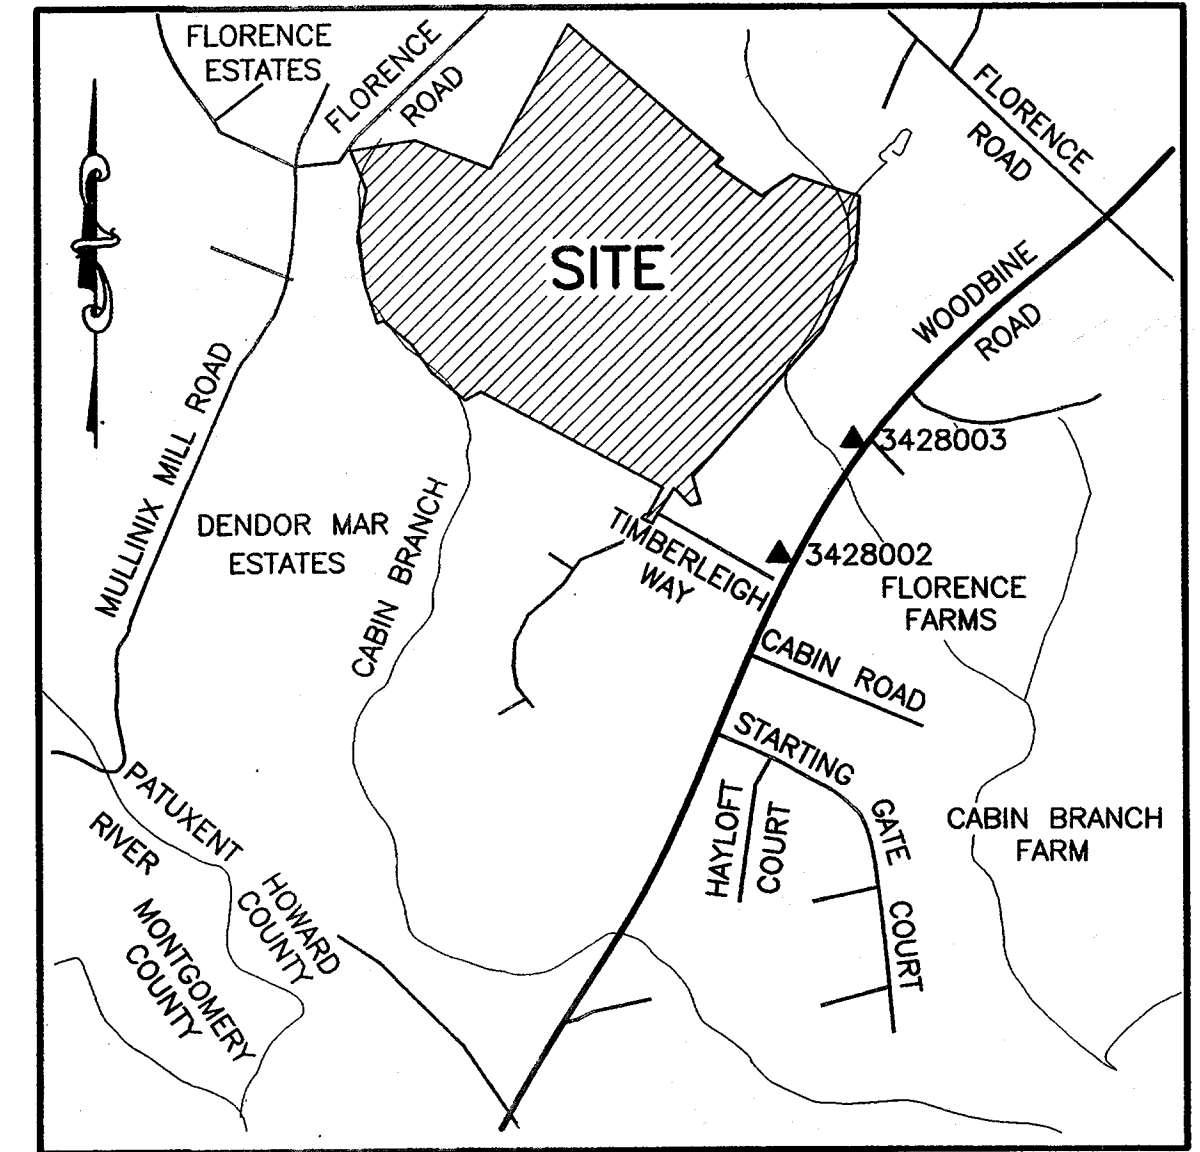 FLORENCE
ESTATES
FLORENCE
ROAD
FLORENCE
ROAD
SITE
WOODBINE
ROAD
MULLINIX MILL ROAD
3428003
DENDOR MAR
ESTATES
CABIN BRANCH
TIMBERLEIGH
WAY
3428002
FLORENCE
FARMS
CABIN ROAD
STARTING
GATE
COURT
HAYLOFT
COURT
CABIN BRANCH
FARM
PATUXENT
RIVER
HOWARD
COUNTY
MONTGOMERY
COUNTY